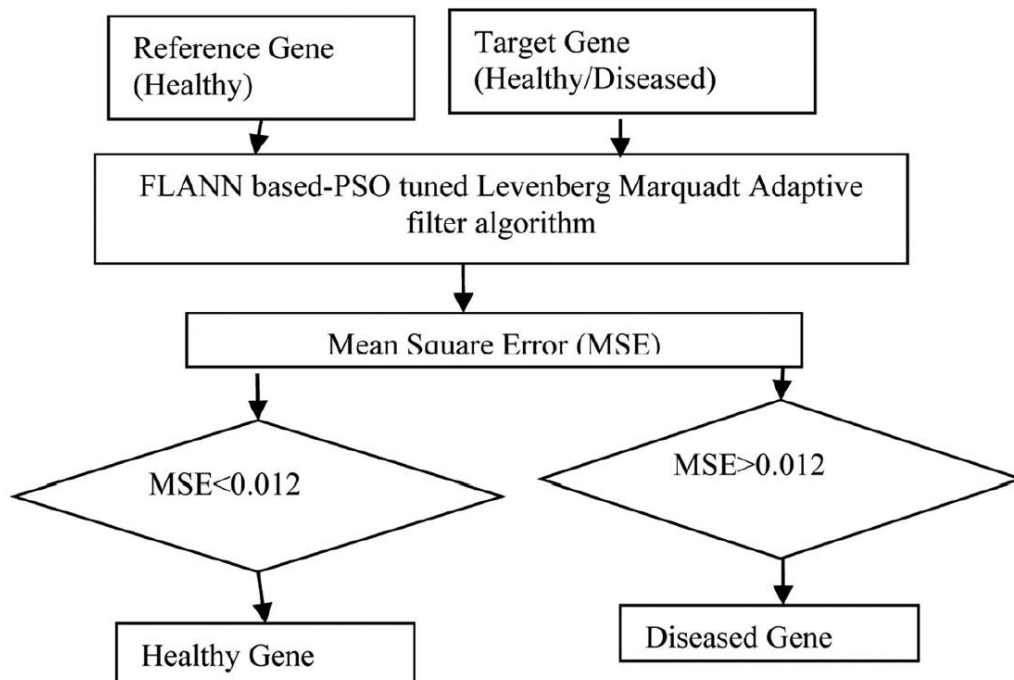 Reference Gene
(Healthy)
Target Gene
(Healthy/Diseased)
FLANN based-PSO tuned Levenberg Marquadt Adaptive
filter algorithm
Mean Square Error (MSE)
MSE<0.012
MSE>0.012
Healthy Gene
Diseased Gene